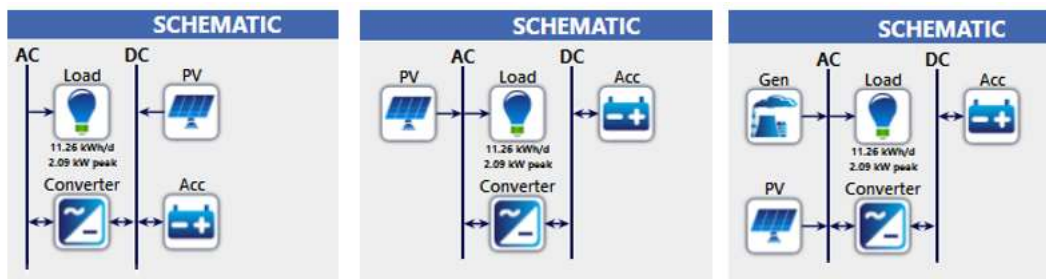 SCHEMATIC
AC DC
Load PV
11.26 kWh/d
2.09 kW peak
Converter Acc
SCHEMATIC
AC DC
PV Load Acc
11.26 kWh/d
2.09 kW peak
Converter
SCHEMATIC
AC DC
Gen Load Acc
11.26 kWh/d
2.09 kW peak
PV Converter